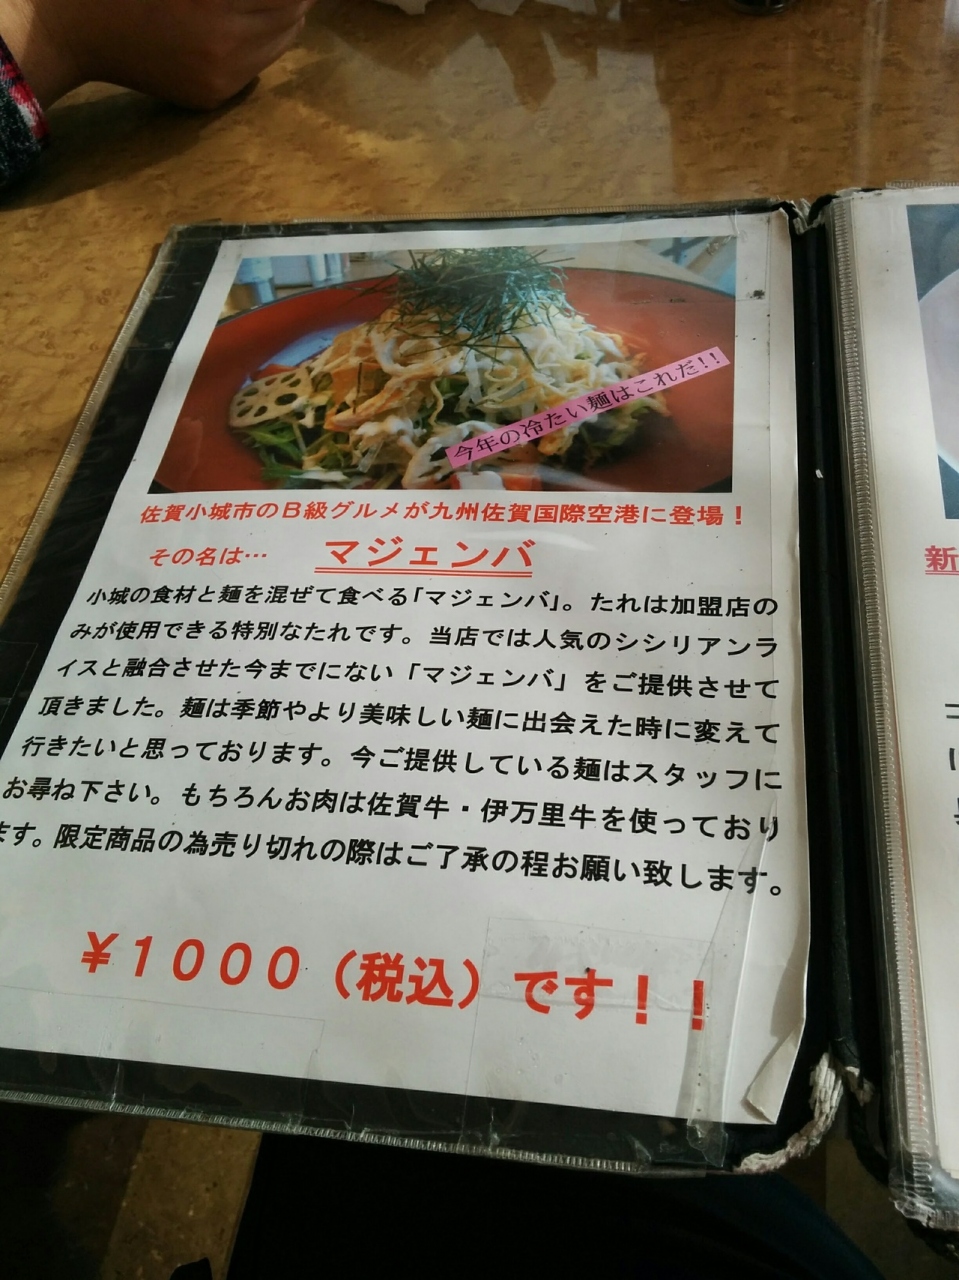 今年の冷たい麺はこれだ!!
佐賀小城市のB級グルメが九州佐賀国際空港に登場！
その名は… マジェンバ
小城の食材と麺を混ぜて食べる「マジェンバ」。たれは加盟店の
みが使用できる特別なたれです。当店では人気のシシリアンラ
イスと融合させた今までにない「マジェンバ」をご提供させて
頂きました。麺は季節やより美味しい麺に出会えた時に変えて
行きたいと思っております。今ご提供している麺はスタッフに
お尋ね下さい。もちろんお肉は佐賀牛・伊万里牛を使っており
ます。限定商品の為売り切れの際はご了承の程お願い致します。
￥１０００（税込）です！！
新